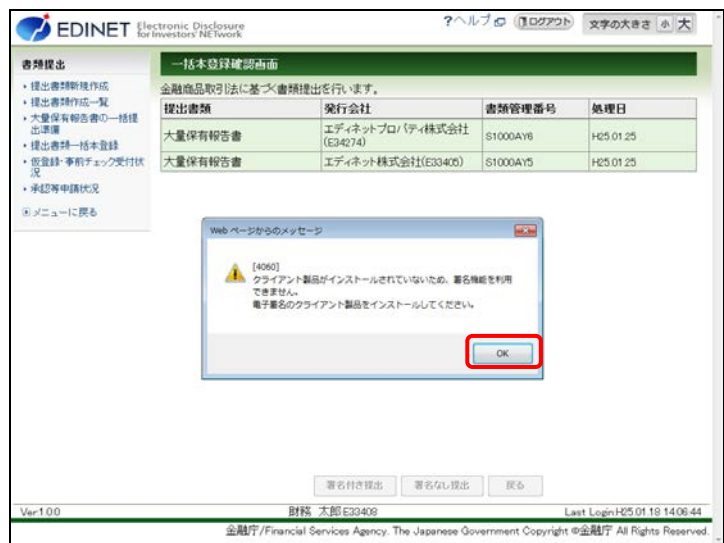 EDINET Electronic Disclosure for Investors' NETwork
?ヘルプ ログアウト 文字の大きさ 小 大
書類提出
・提出書類新規作成
・提出書類作成一覧
・大量保有報告書の一括提
出準備
・提出書類一括本登録
・仮登録・事前チェック受付状
況
・承認等申請状況
メニューに戻る
一括本登録確認画面
金融商品取引法に基づく書類提出を行います。
提出書類 発行会社 書類管理番号 処理日
大量保有報告書 エディネットプロパティ株式会社
(E34274) S1000AY6 H25.01.25
大量保有報告書 エディネット株式会社(E33405) S1000AY5 H25.01.25
Web ページからのメッセージ
[4060]
クライアント製品がインストールされていないため、署名機能を利用
できません。
電子署名のクライアント製品をインストールしてください。
OK
署名付き提出 署名なし提出 戻る
Ver.1.0.0 財務 太郎 E33408 Last Login:H25.01.18 14:06:44
金融庁/Financial Services Agency. The Japanese Government Copyright ©金融庁 All Rights Reserved.